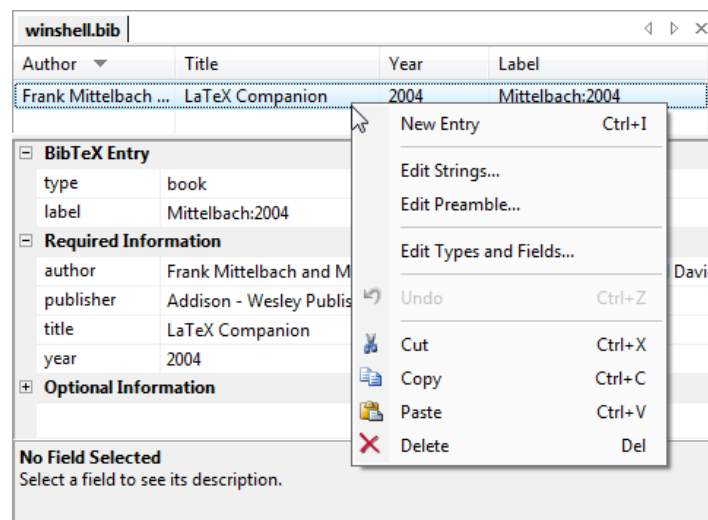 winshell.bib
Author Title Year Label
Frank Mittelbach ... LaTeX Companion 2004 Mittelbach:2004
New Entry Ctrl+I
BibTeX Entry
Edit Strings...
type book
Edit Preamble...
label Mittelbach:2004
Required Information
Edit Types and Fields...
author Frank Mittelbach and M Davi
publisher Addison - Wesley Publis
Undo Ctrl+Z
title LaTeX Companion
Cut Ctrl+X
year 2004
Copy Ctrl+C
Optional Information
Paste Ctrl+V
Delete Del
No Field Selected
Select a field to see its description.